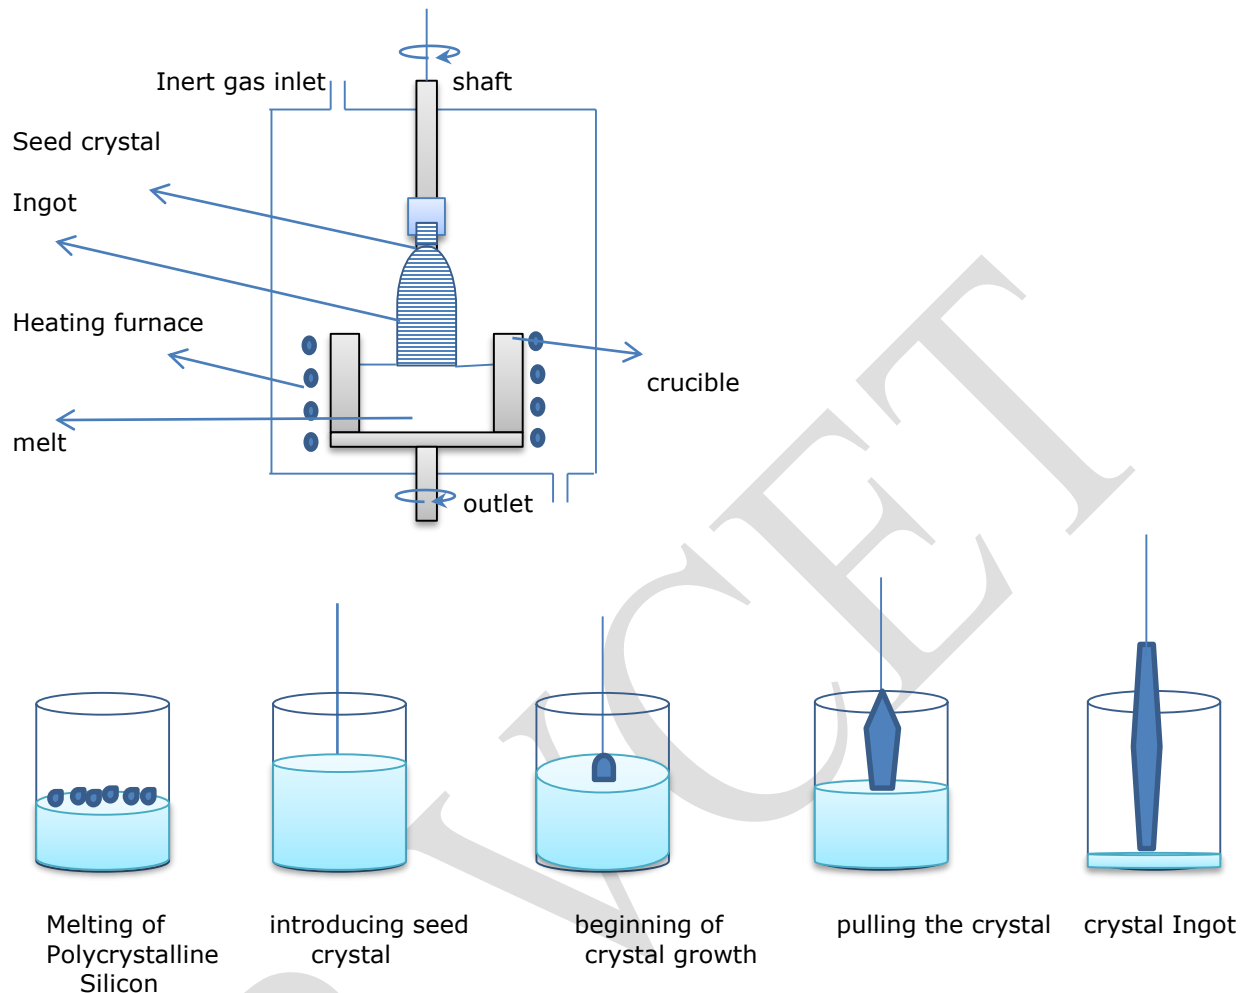 Inert gas inlet
shaft
Seed crystal
Ingot
Heating furnace
crucible
melt
outlet
Melting of
Polycrystalline
Silicon
introducing seed
crystal
beginning of
crystal growth
pulling the crystal
crystal Ingot
VCET